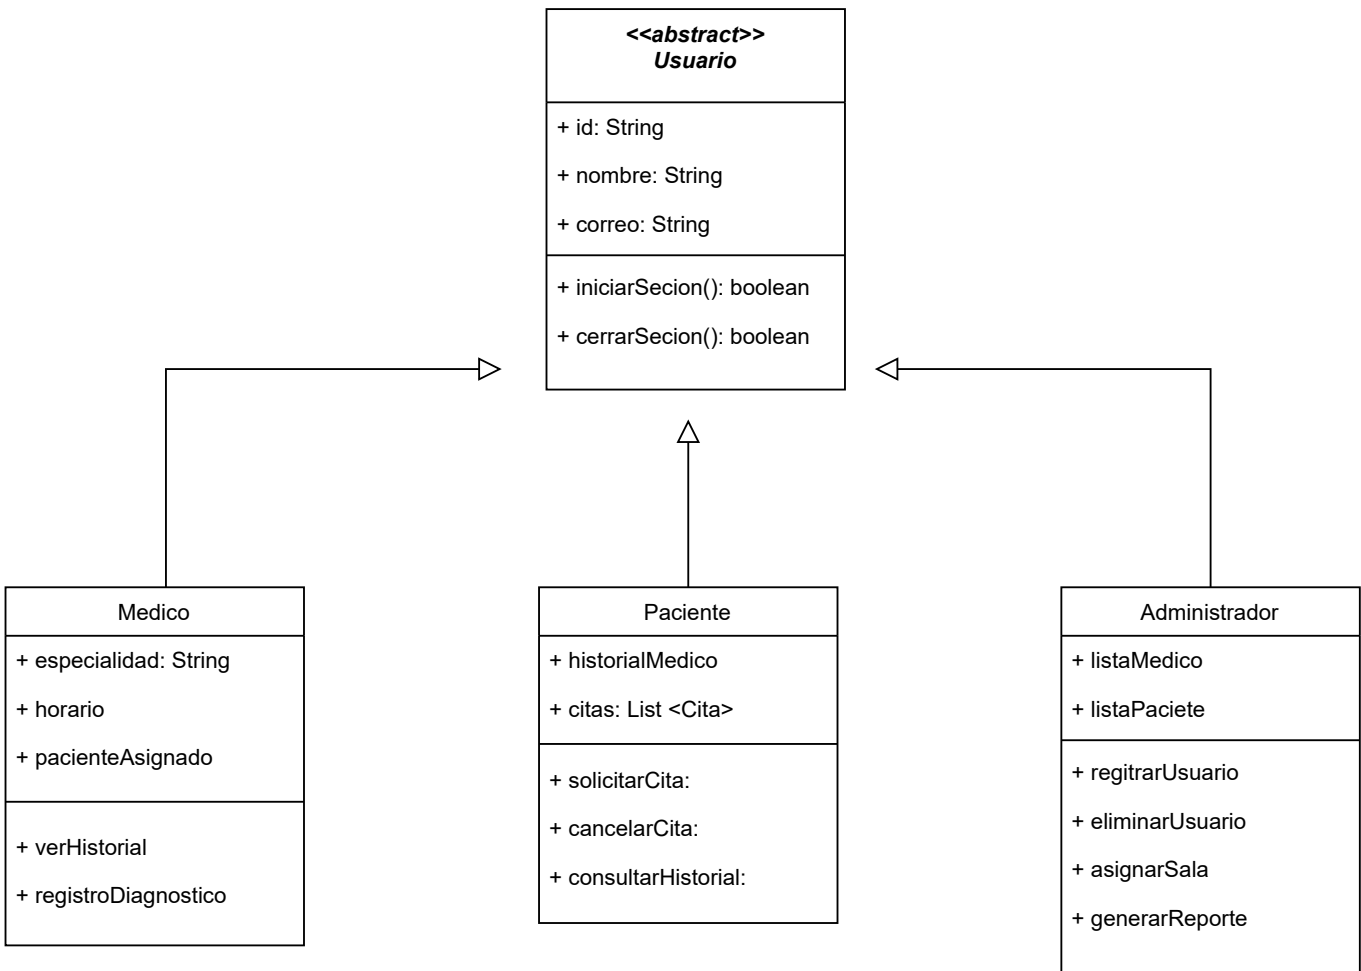 <<abstract>>
Usuario
+ id: String
+ nombre: String
+ correo: String
+ iniciarSecion(): boolean
+ cerrarSecion(): boolean
Medico
+ especialidad: String
+ horario
+ pacienteAsignado
+ verHistorial
+ registroDiagnostico
Paciente
+ historialMedico
+ citas: List <Cita>
+ solicitarCita:
+ cancelarCita:
+ consultarHistorial:
Administrador
+ listaMedico
+ listaPaciete
+ regitrarUsuario
+ eliminarUsuario
+ asignarSala
+ generarReporte